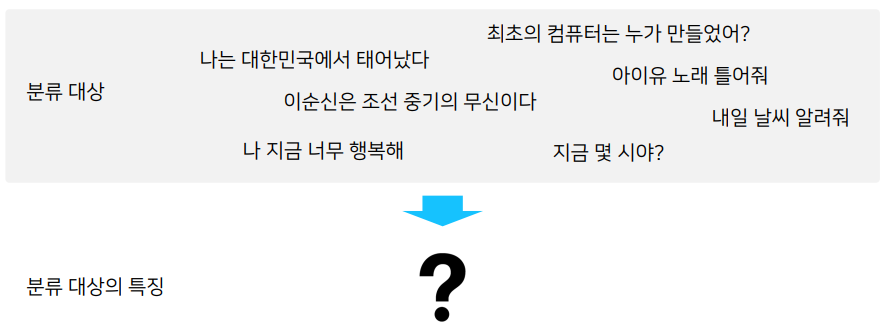 최초의 컴퓨터는 누가 만들었어?
나는 대한민국에서 태어났다
아이유 노래 틀어줘
분류 대상
이순신은 조선 중기의 무신이다
내일 날씨 알려줘
나 지금 너무 행복해
지금 몇 시야?
?
분류 대상의 특징